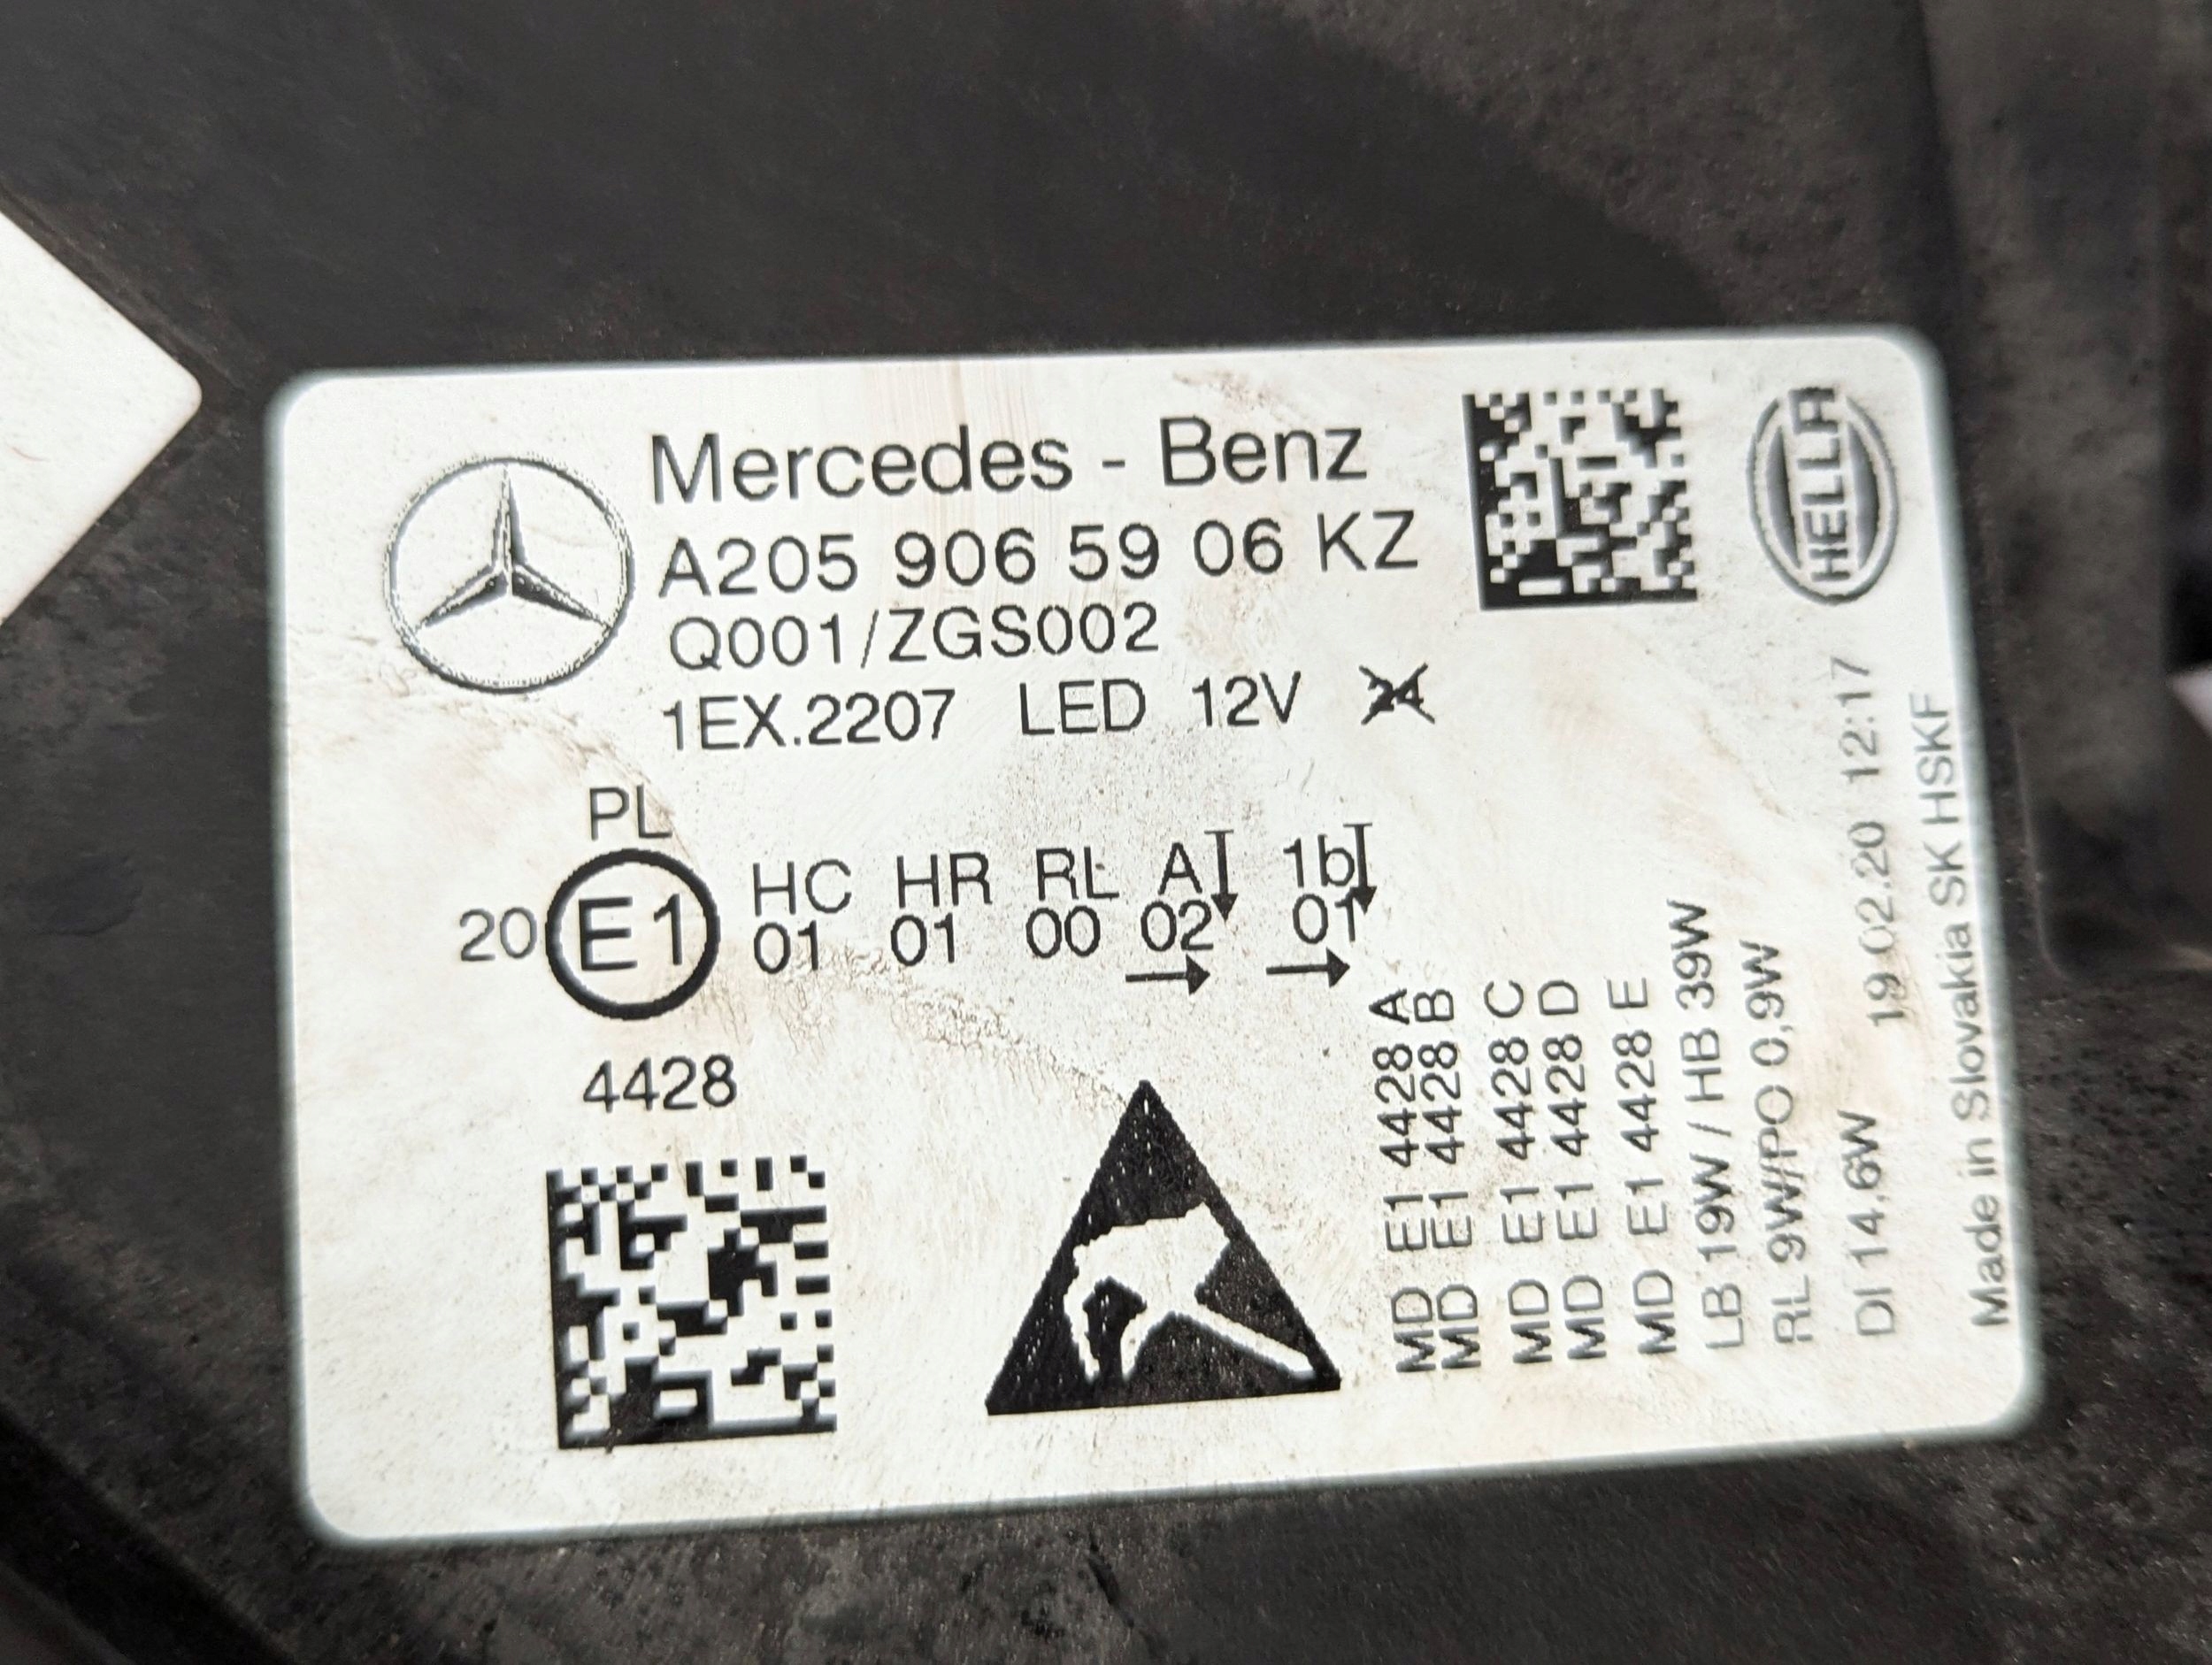 Mercedes - Benz
A205 906 59 06 KZ
Q001/ZGS002
1EX.2207 LED 12V 24
HELLA
PL
20 E1 HC HR RL A 1b
01 01 00 02 01
4428
MD E1 4428 A
MD E1 4428 B
MD E1 4428 C
MD E1 4428 D
MD E1 4428 E
LB 19W / HB 39W
RL 9W/PO 0,9W
DI 14,6W 19.02.20 12:17
Made in Slovakia SK HSKF